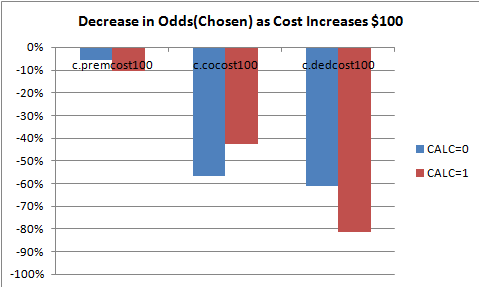 Decrease in Odds(Chosen) as Cost Increases $100
0%
c.premcost100 c.cocost100 c.dedcost100
-10%
-20%
-30%
-40%
-50%
-60%
-70%
-80%
-90%
-100%
CALC=0
CALC=1